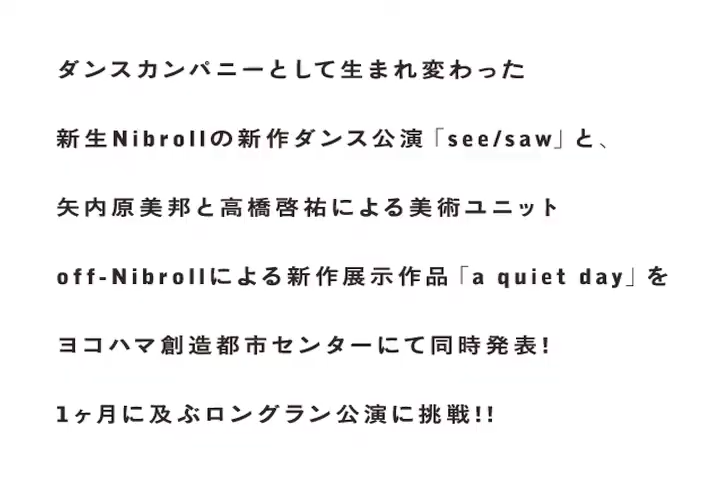 ダンスカンパニーとして生まれ変わった
新生Nibrollの新作ダンス公演「see/saw」と、
矢内原美邦と高橋啓祐による美術ユニット
off-Nibrollによる新作展示作品「a quiet day」を
ヨコハマ創造都市センターにて同時発表!
1ヶ月に及ぶロングラン公演に挑戦!!